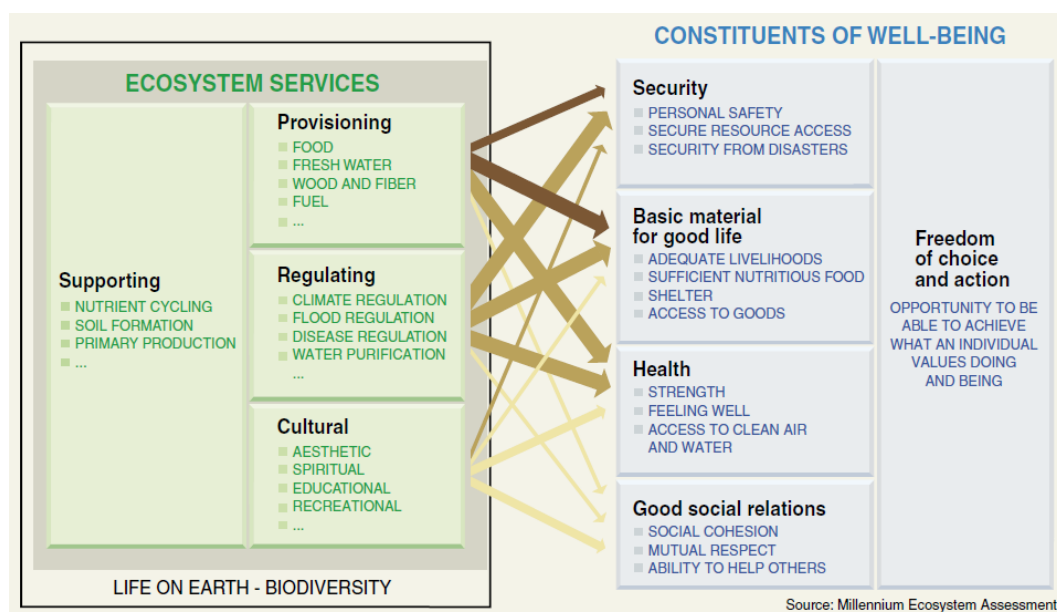 CONSTITUENTS OF WELL-BEING
ECOSYSTEM SERVICES
Supporting
NUTRIENT CYCLING
SOIL FORMATION
PRIMARY PRODUCTION
...
Provisioning
FOOD
FRESH WATER
WOOD AND FIBER
FUEL
...
Regulating
CLIMATE REGULATION
FLOOD REGULATION
DISEASE REGULATION
WATER PURIFICATION
...
Cultural
AESTHETIC
SPIRITUAL
EDUCATIONAL
RECREATIONAL
...
LIFE ON EARTH - BIODIVERSITY
Security
PERSONAL SAFETY
SECURE RESOURCE ACCESS
SECURITY FROM DISASTERS
Basic material
for good life
ADEQUATE LIVELIHOODS
SUFFICIENT NUTRITIOUS FOOD
SHELTER
ACCESS TO GOODS
Health
STRENGTH
FEELING WELL
ACCESS TO CLEAN AIR
AND WATER
Good social relations
SOCIAL COHESION
MUTUAL RESPECT
ABILITY TO HELP OTHERS
Freedom
of choice
and action
OPPORTUNITY TO BE
ABLE TO ACHIEVE
WHAT AN INDIVIDUAL
VALUES DOING
AND BEING
Source: Millennium Ecosystem Assessment